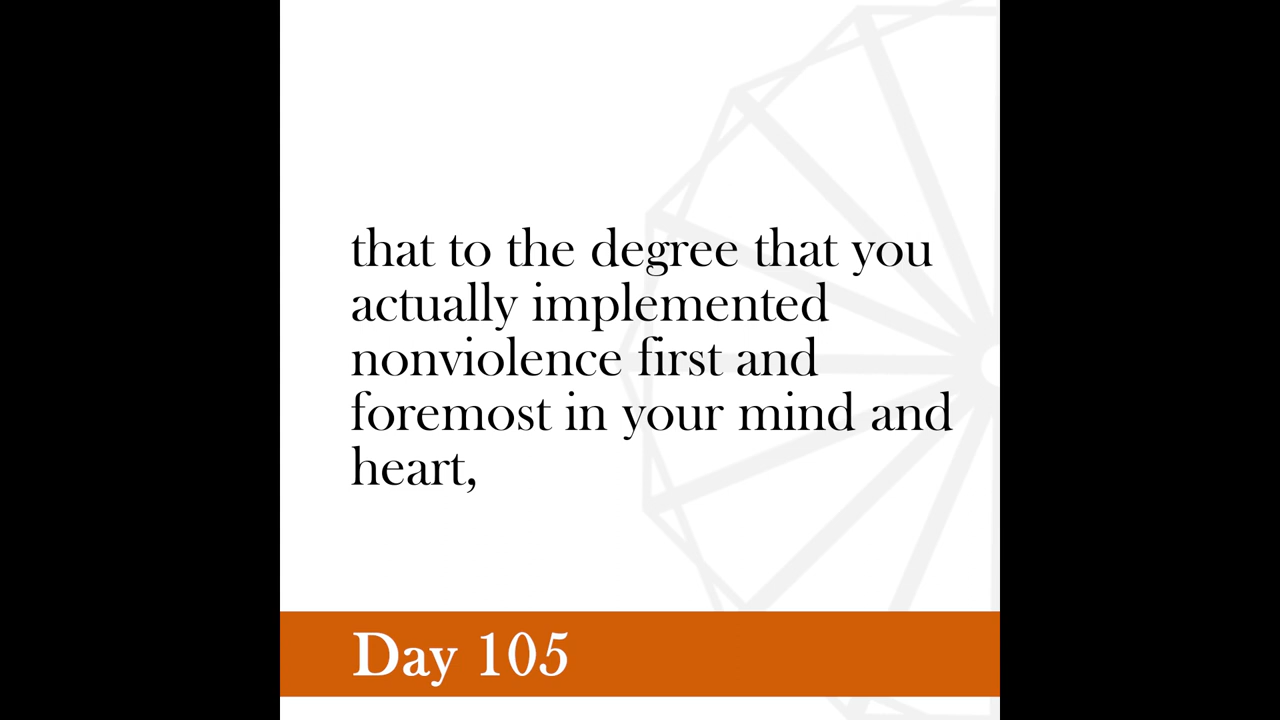 that to the degree that you
actually implemented
nonviolence first and
foremost in your mind and
heart,
Day 105